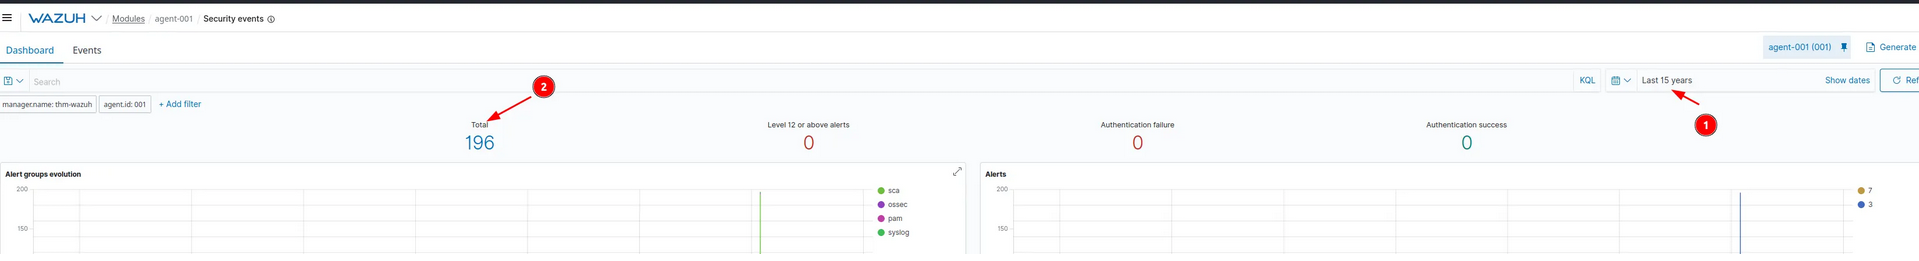 WAZUH / Modules / agent-001 / Security events
Dashboard Events agent-001 (001) Generate
Search KQL Last 15 years Show dates Ref
manager.name: thm-wazuh agent.id: 001 + Add filter
2
1
Total Level 12 or above alerts Authentication failure Authentication success
196 0 0 0
Alert groups evolution Alerts
200 sca 200 7
ossec 3
pam
150 syslog 150